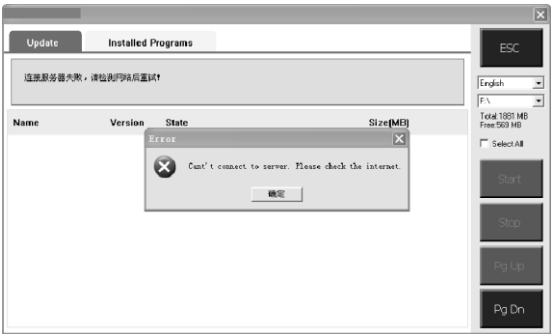 Update
Installed Programs
ESC
连接服务器失败，请检测网络后重试!
English
F:\
Total:1881 MB
Free:569 MB
Name
Version
State
Size(MB)
Select All
Error
Cant't connect to server. Please check the internet.
确定
Start
Stop
Pg Up
Pg Dn